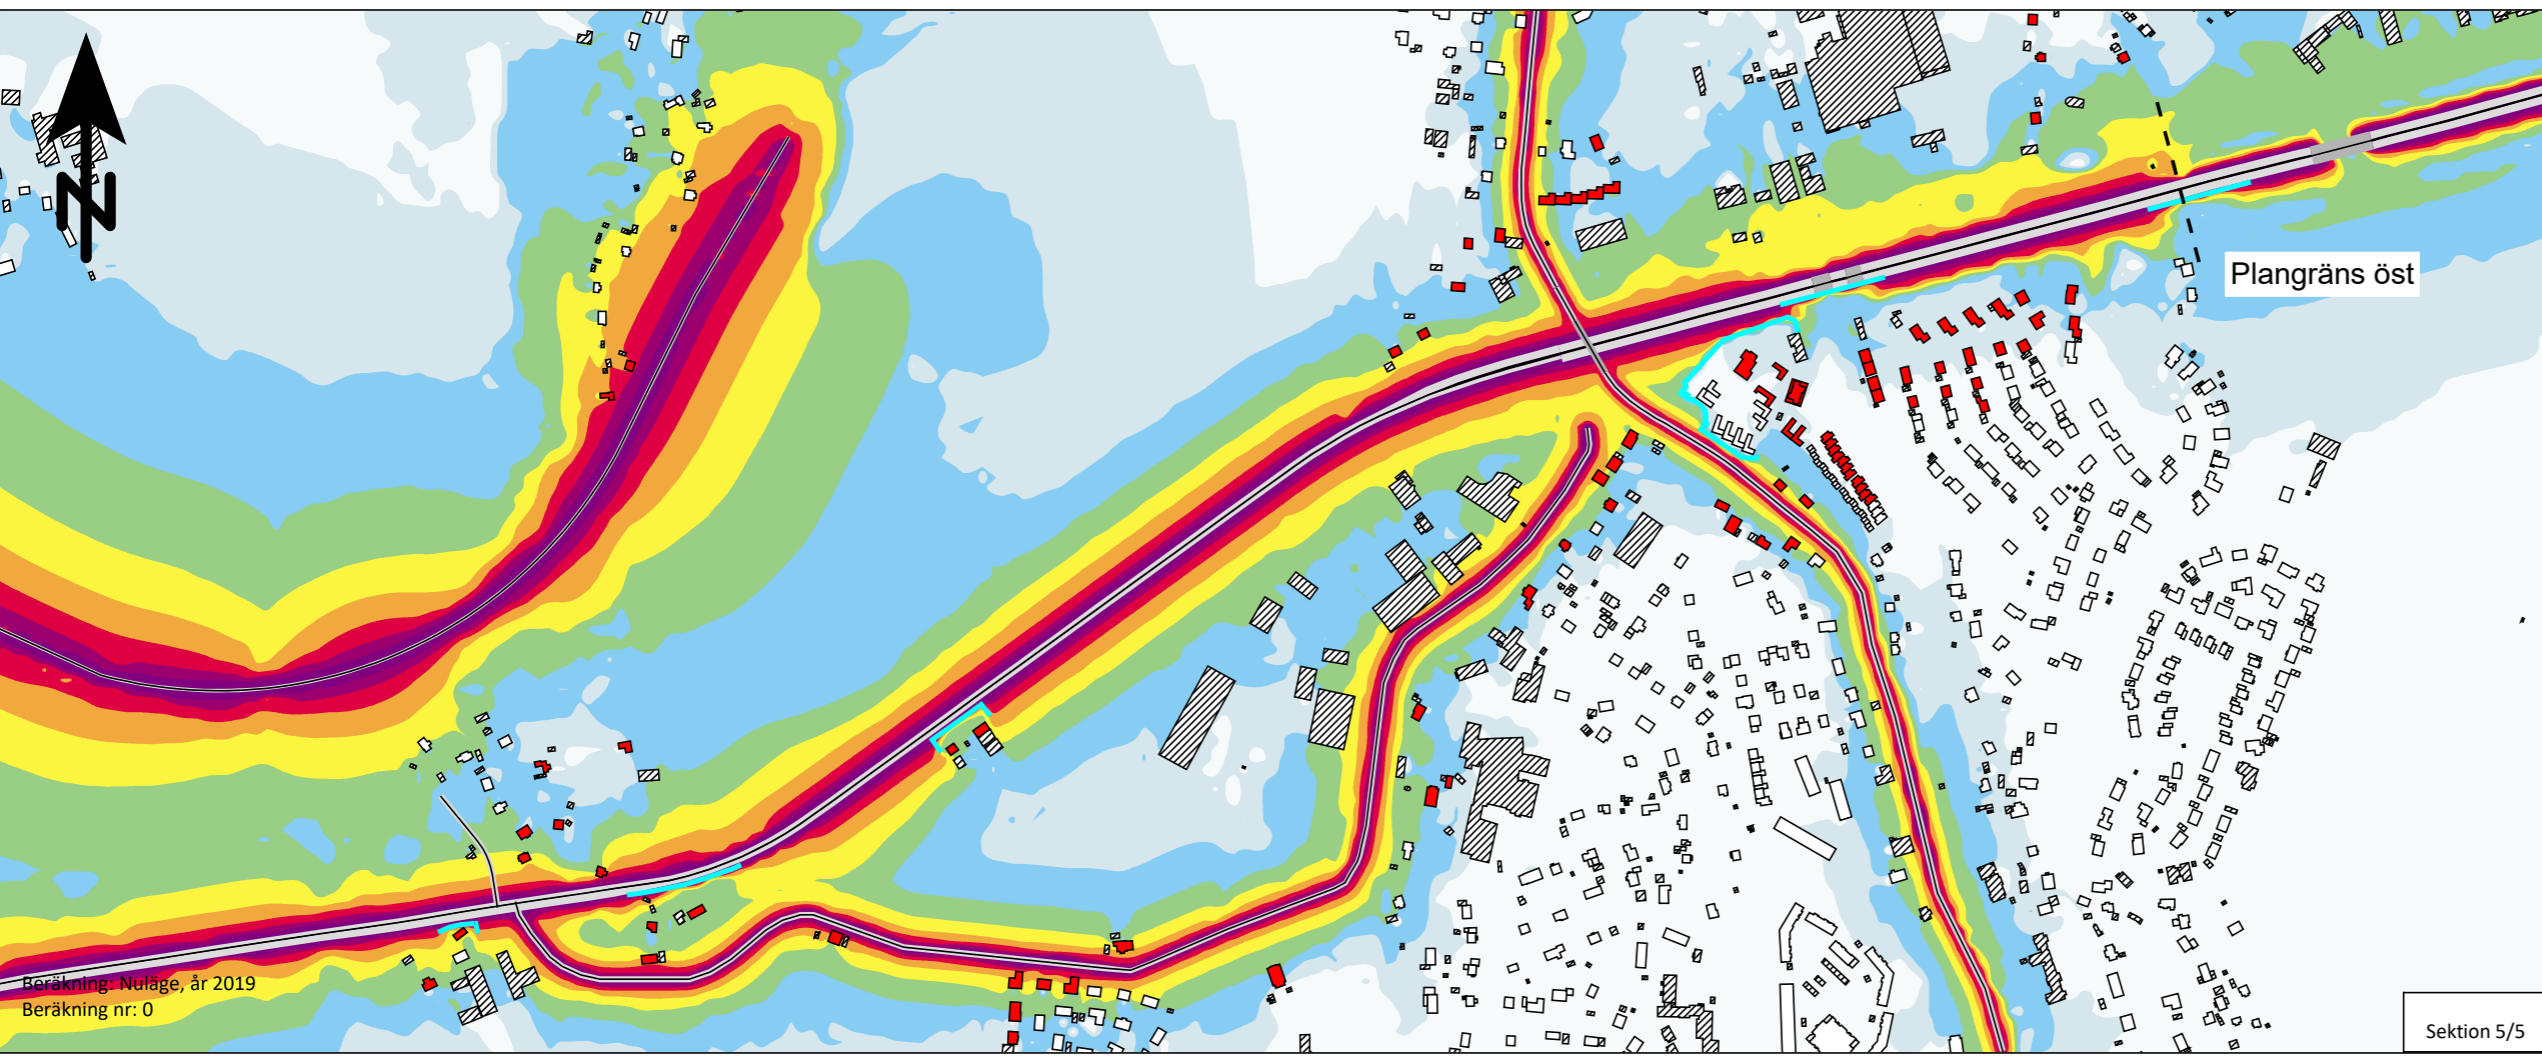 N
Plangräns öst
Beräkning: Nuläge, år 2019
Beräkning nr: 0
Sektion 5/5